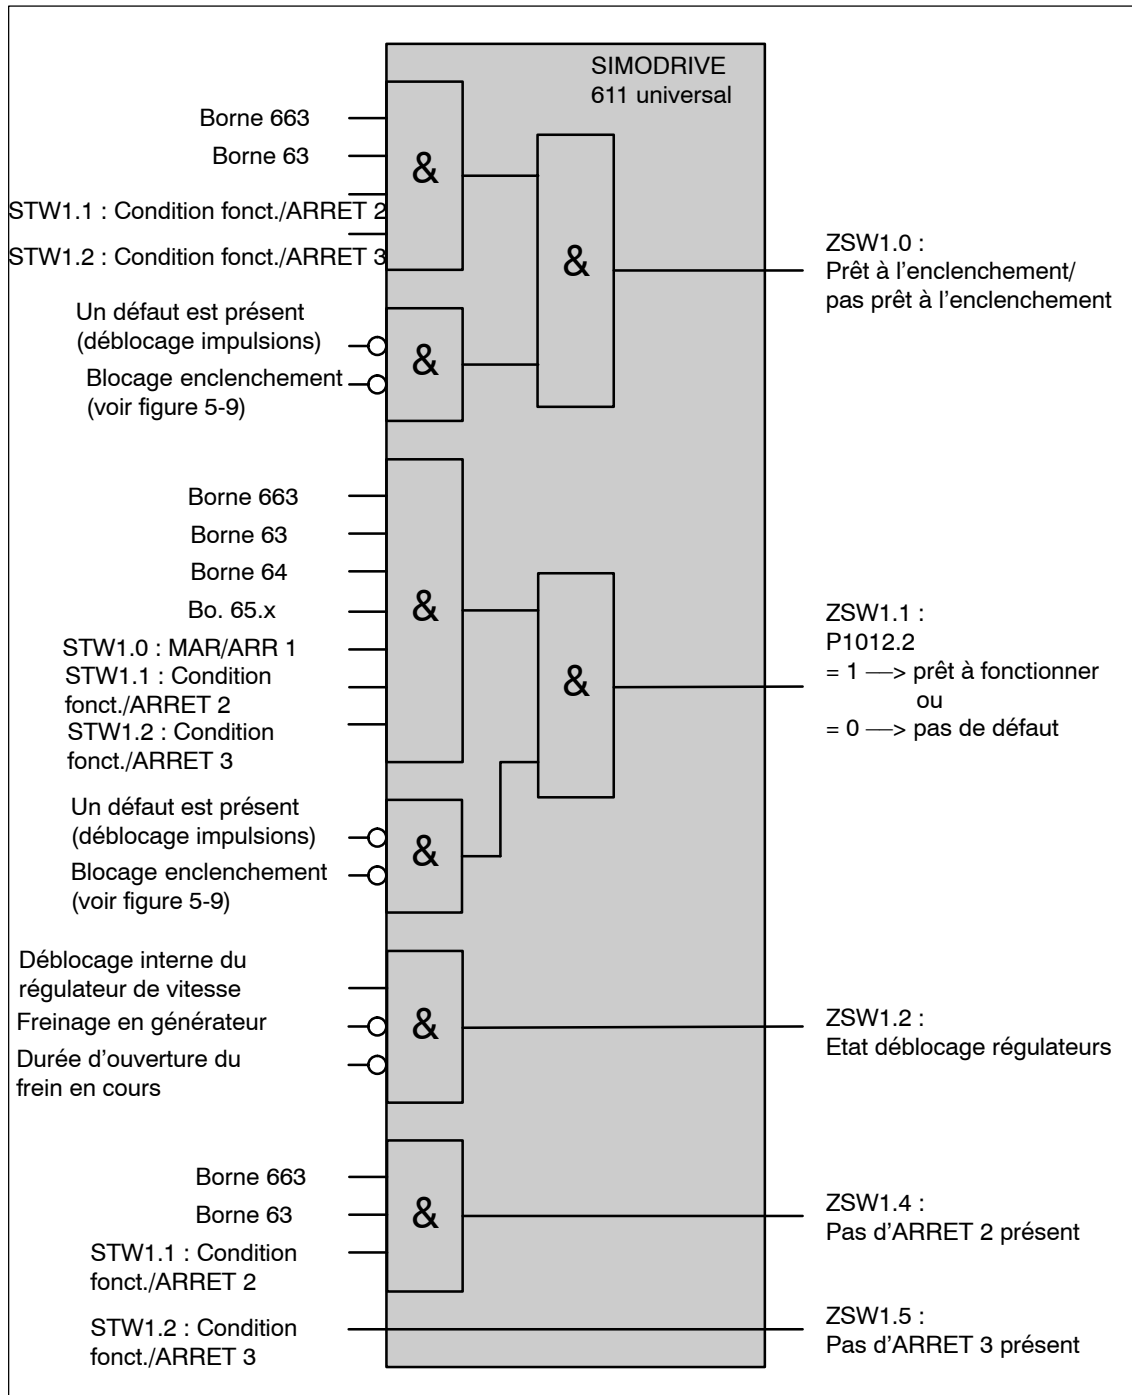 SIMODRIVE
611 universal
Borne 663
Borne 63
STW1.1 : Condition fonct./ARRET 2
STW1.2 : Condition fonct./ARRET 3
&
&
ZSW1.0 :
Prêt à l'enclenchement/
pas prêt à l'enclenchement
Un défaut est présent
(déblocage impulsions)
Blocage enclenchement
(voir figure 5-9)
&
Borne 663
Borne 63
Borne 64
Bo. 65.x
STW1.0 : MAR/ARR 1
STW1.1 : Condition
fonct./ARRET 2
STW1.2 : Condition
fonct./ARRET 3
&
&
ZSW1.1 :
P1012.2
= 1 —> prêt à fonctionner
ou
= 0 —> pas de défaut
Un défaut est présent
(déblocage impulsions)
Blocage enclenchement
(voir figure 5-9)
&
Déblocage interne du
régulateur de vitesse
Freinage en générateur
Durée d'ouverture du
frein en cours
&
ZSW1.2 :
Etat déblocage régulateurs
Borne 663
Borne 63
STW1.1 : Condition
fonct./ARRET 2
&
ZSW1.4 :
Pas d'ARRET 2 présent
STW1.2 : Condition
fonct./ARRET 3
ZSW1.5 :
Pas d'ARRET 3 présent